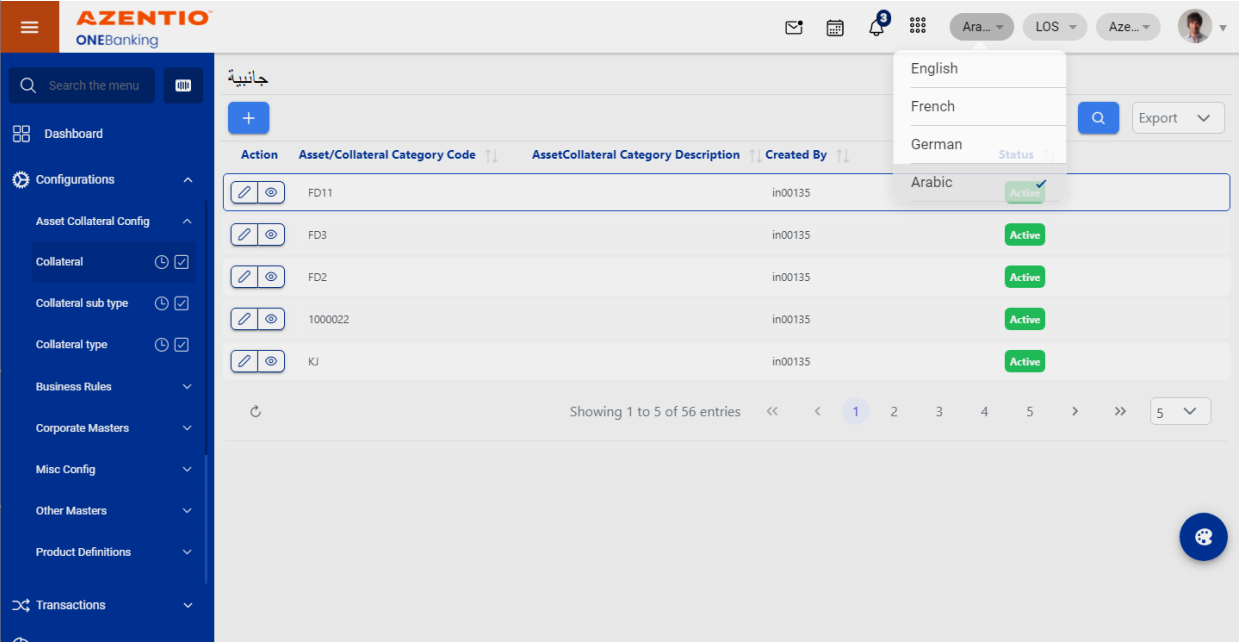 AZENTIO
ONEBanking
3
Ara...
LOS
Aze...
English
French
German
Arabic
Search the menu
Dashboard
Configurations
Asset Collateral Config
Collateral
Collateral sub type
Collateral type
Business Rules
Corporate Masters
Misc Config
Other Masters
Product Definitions
Transactions
جانبية
+
Export
Action Asset/Collateral Category Code AssetCollateral Category Description Created By Status
FD11 in00135 Active
FD3 in00135 Active
FD2 in00135 Active
1000022 in00135 Active
KJ in00135 Active
Showing 1 to 5 of 56 entries << < 1 2 3 4 5 > >> 5